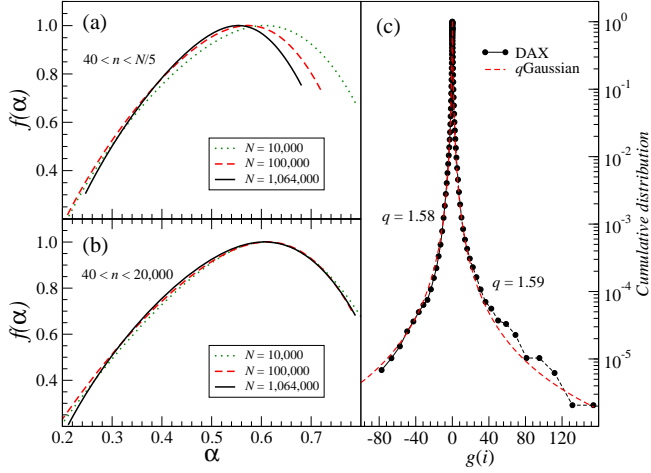 (a)
40 < n < N/5
f(α)
1.0
0.8
0.6
0.4
N = 10,000
N = 100,000
N = 1,064,000
(b)
40 < n < 20,000
f(α)
1.0
0.8
0.6
0.4
N = 10,000
N = 100,000
N = 1,064,000
0.2 0.3 0.4 0.5 0.6 0.7
α
(c)
DAX
qGaussian
q = 1.58
q = 1.59
10^0
10^-1
10^-2
10^-3
10^-4
10^-5
Cumulative distribution
-80 -40 0 40 80 120
g(i)